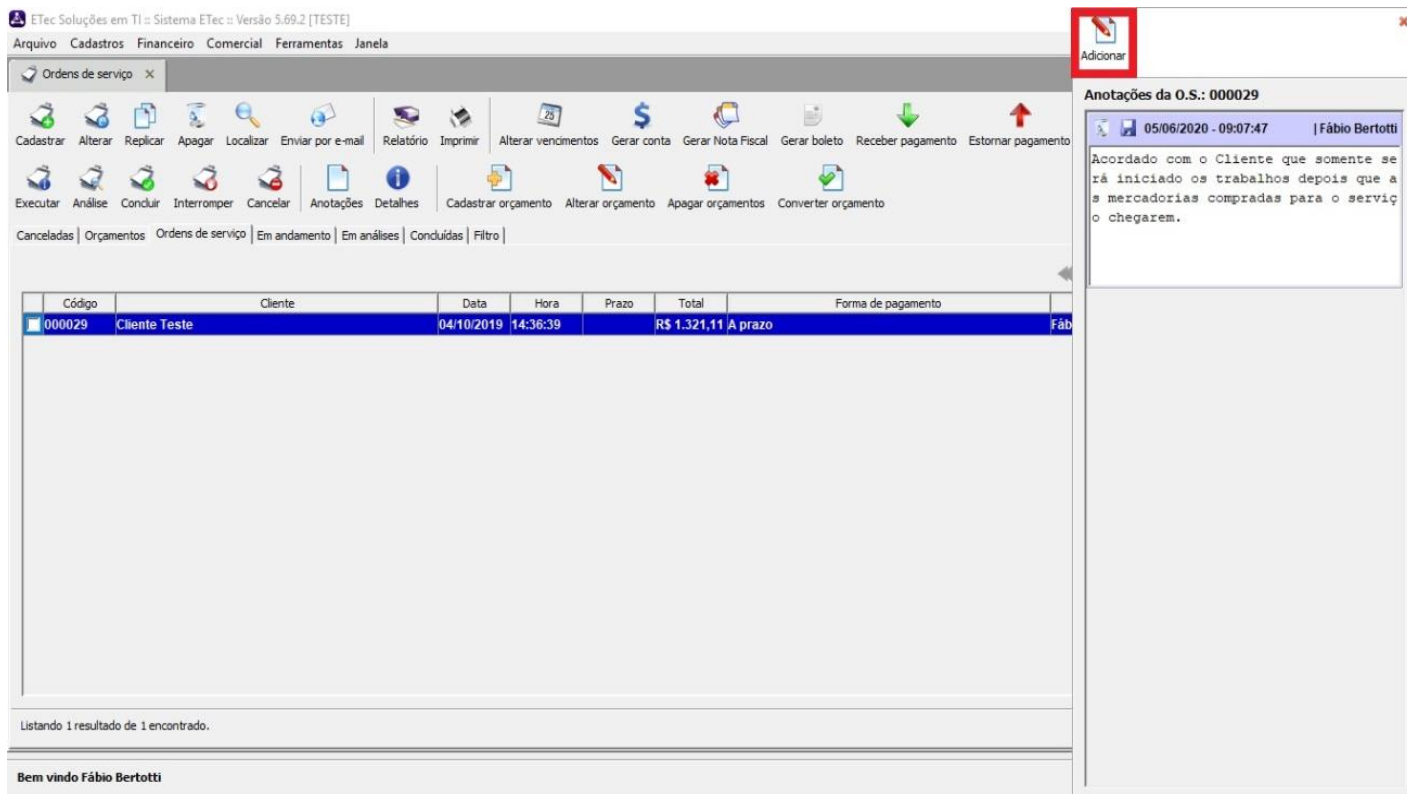 ETec Soluções em TI :: Sistema ETec :: Versão 5.69.2 [TESTE]
Arquivo Cadastros Financeiro Comercial Ferramentas Janela
Ordens de serviço
Cadastrar Alterar Replicar Apagar Localizar Enviar por e-mail Relatório Imprimir Alterar vencimentos Gerar conta Gerar Nota Fiscal Gerar boleto Receber pagamento Estornar pagamento
Executar Análise Concluir Interromper Cancelar Anotações Detalhes Cadastrar orçamento Alterar orçamento Apagar orçamentos Converter orçamento
Canceladas Orçamentos Ordens de serviço Em andamento Em análises Concluídas Filtro
Código Cliente Data Hora Prazo Total Forma de pagamento
000029 Cliente Teste 04/10/2019 14:36:39 R$ 1.321,11 A prazo Fáb
Listando 1 resultado de 1 encontrado.
Bem vindo Fábio Bertotti
Adicionar
Anotações da O.S.: 000029
05/06/2020 - 09:07:47 | Fábio Bertotti
Acordado com o Cliente que somente se
rá iniciado os trabalhos depois que a
s mercadorias compradas para o serviç
o chegarem.